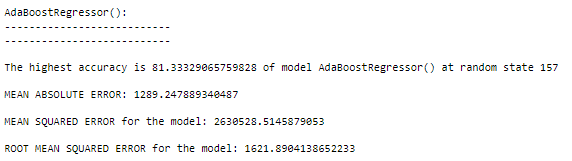 AdaBoostRegressor():
---------------------------
---------------------------
The highest accuracy is 81.33329065759828 of model AdaBoostRegressor() at random state 157
MEAN ABSOLUTE ERROR: 1289.247889340487
MEAN SQUARED ERROR for the model: 2630528.5145879053
ROOT MEAN SQUARED ERROR for the model: 1621.8904138652233